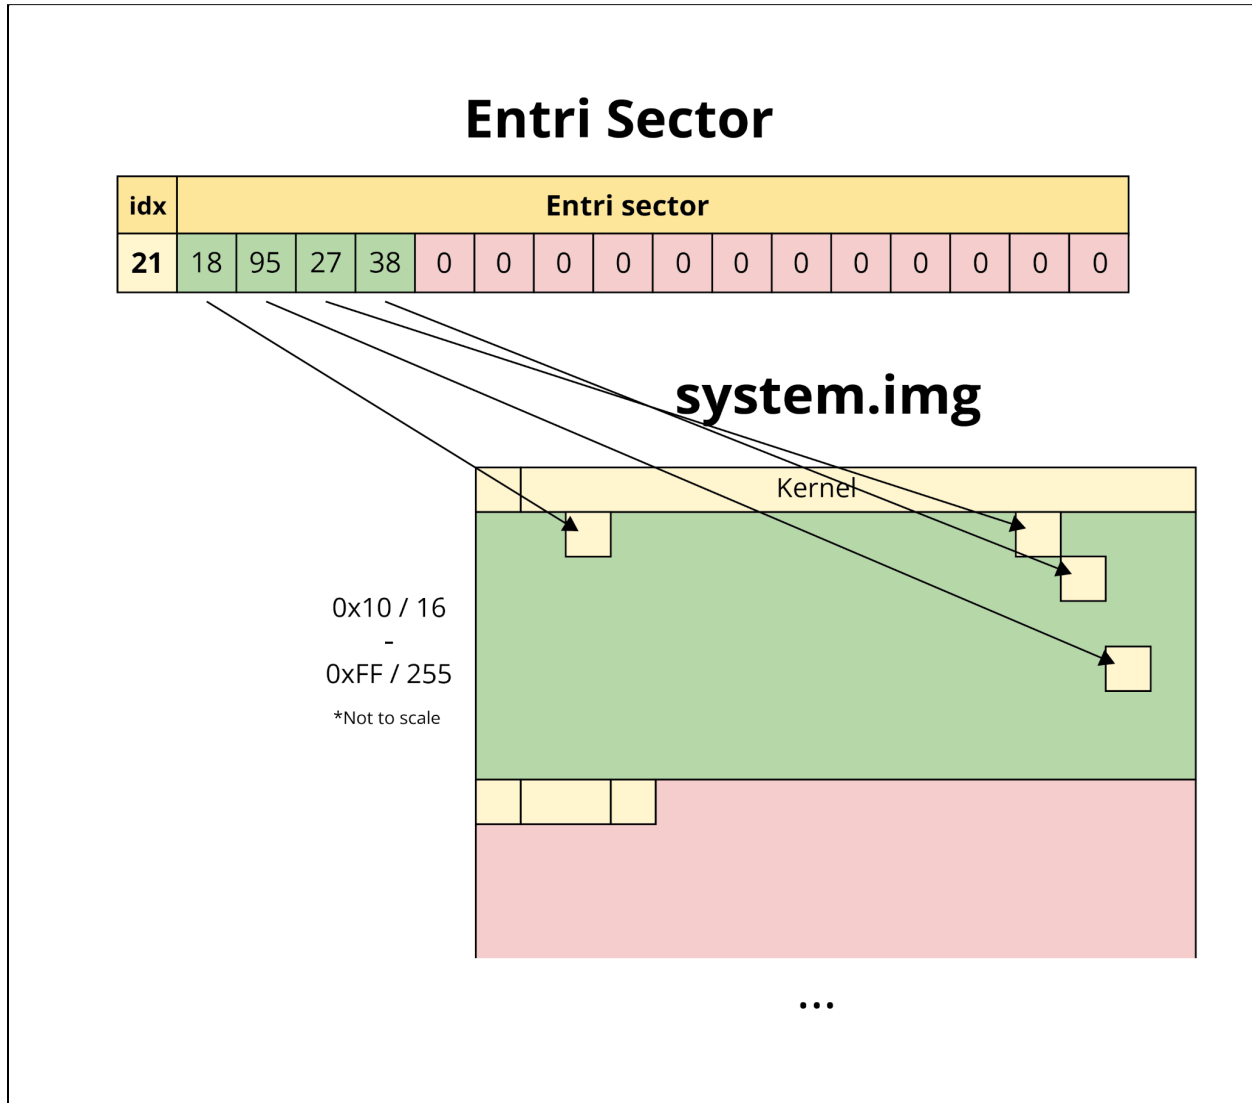 Entri Sector
idx Entri sector
21 18 95 27 38 0 0 0 0 0 0 0 0 0 0 0 0
system.img
Kernel
0x10 / 16
-
0xFF / 255
*Not to scale
...